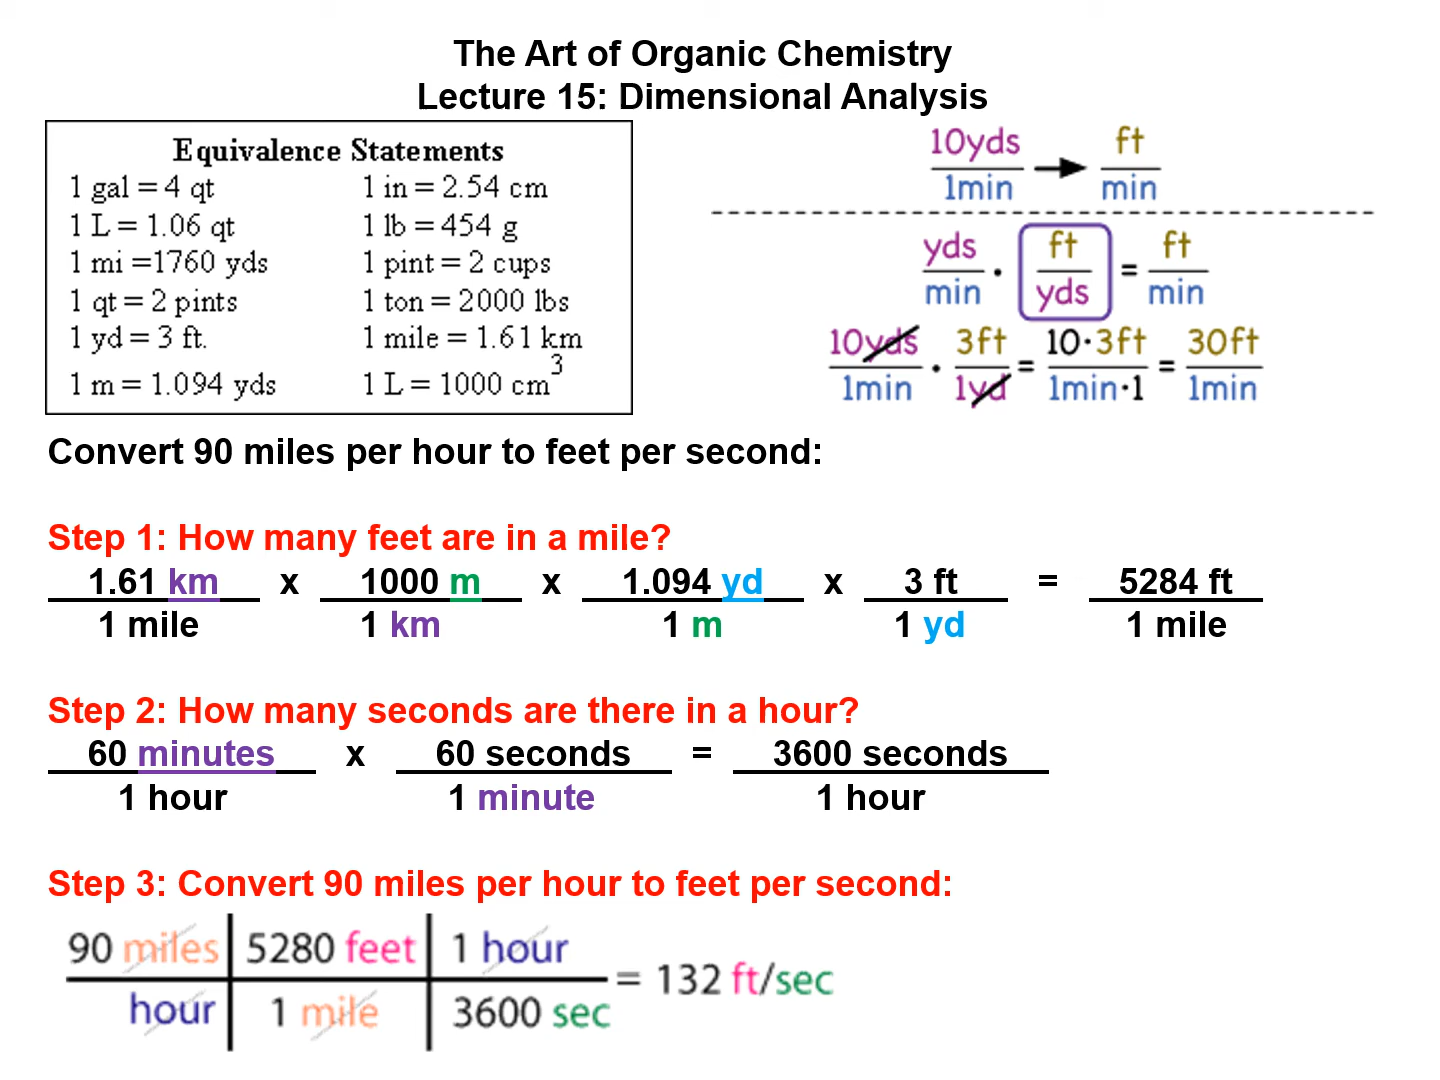 The Art of Organic Chemistry
Lecture 15: Dimensional Analysis
Equivalence Statements
1 gal = 4 qt 1 in = 2.54 cm
1 L = 1.06 qt 1 lb = 454 g
1 mi =1760 yds 1 pint = 2 cups
1 qt = 2 pints 1 ton = 2000 lbs
1 yd = 3 ft. 1 mile = 1.61 km
1 m = 1.094 yds 1 L = 1000 cm³
10yds ft
1min min
yds ft ft
min · yds = min
10yds 3ft 10·3ft 30ft
1min · 1yd = 1min·1 = 1min
Convert 90 miles per hour to feet per second:
Step 1: How many feet are in a mile?
1.61 km x 1000 m x 1.094 yd x 3 ft = 5284 ft
1 mile 1 km 1 m 1 yd 1 mile
Step 2: How many seconds are there in a hour?
60 minutes x 60 seconds = 3600 seconds
1 hour 1 minute 1 hour
Step 3: Convert 90 miles per hour to feet per second:
90 miles 5280 feet 1 hour
= 132 ft/sec
hour 1 mile 3600 sec